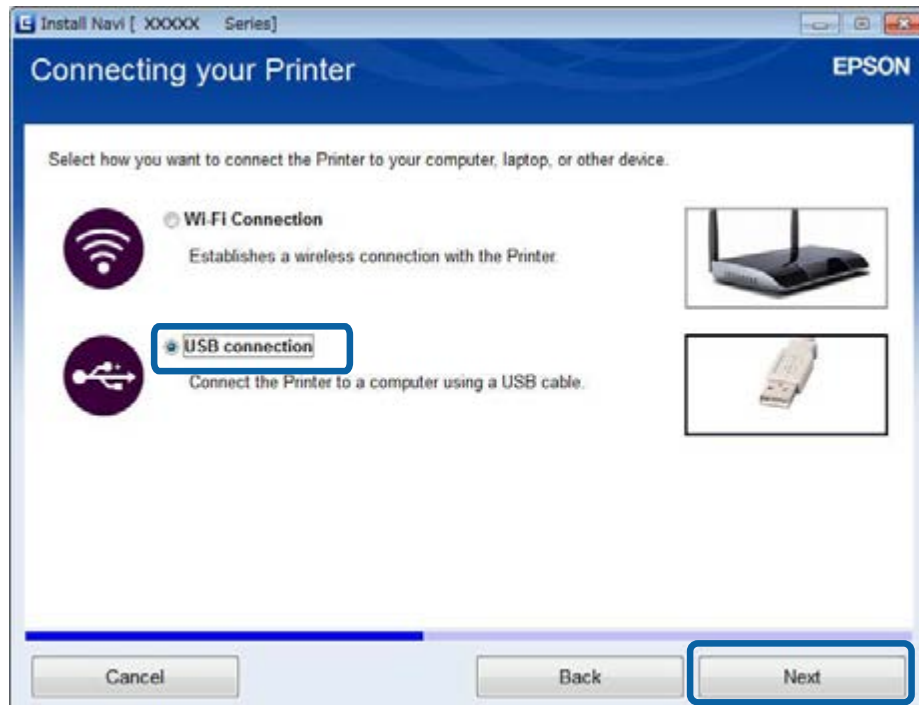 Install Navi [ XXXXX Series]
Connecting your Printer
EPSON
Select how you want to connect the Printer to your computer, laptop, or other device.
Wi-Fi Connection
Establishes a wireless connection with the Printer.
USB connection
Connect the Printer to a computer using a USB cable.
Cancel
Back
Next